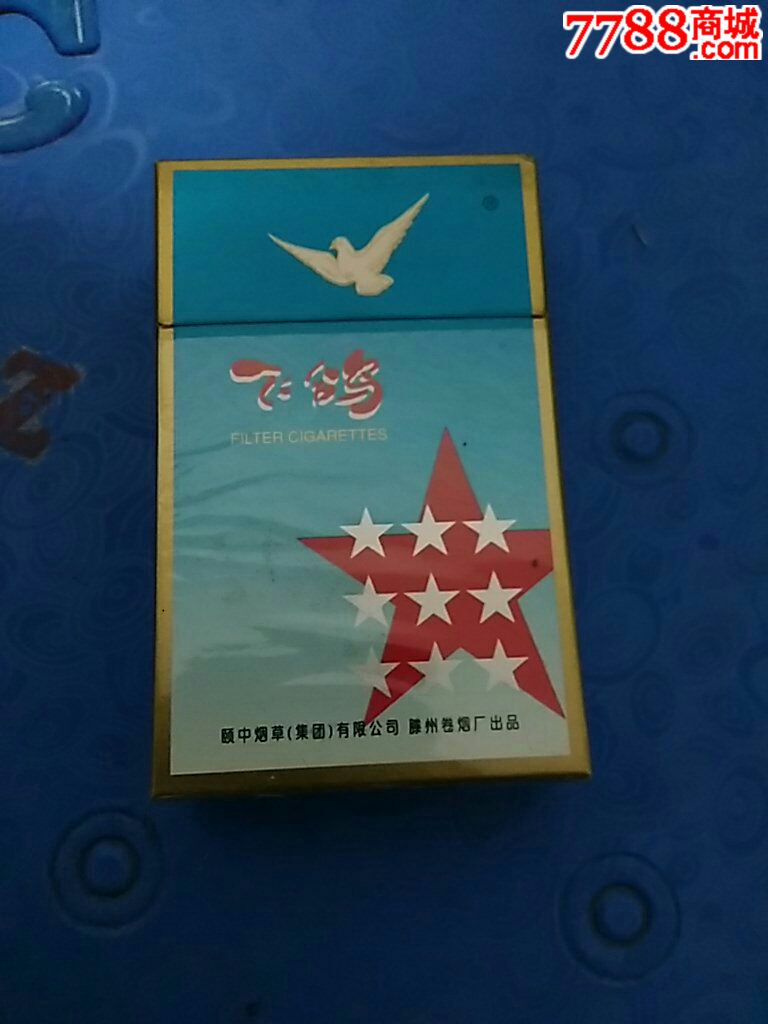 7788商城
.com
®
飞鸽
FILTER CIGARETTES
颐中烟草(集团)有限公司 滕州卷烟厂出品